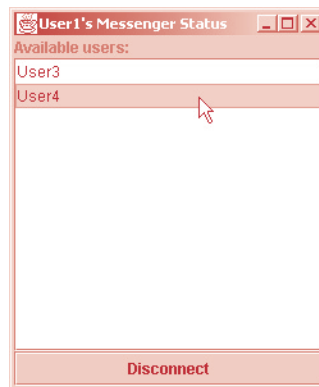 User1's Messenger Status
Available users:
User3
User4
Disconnect